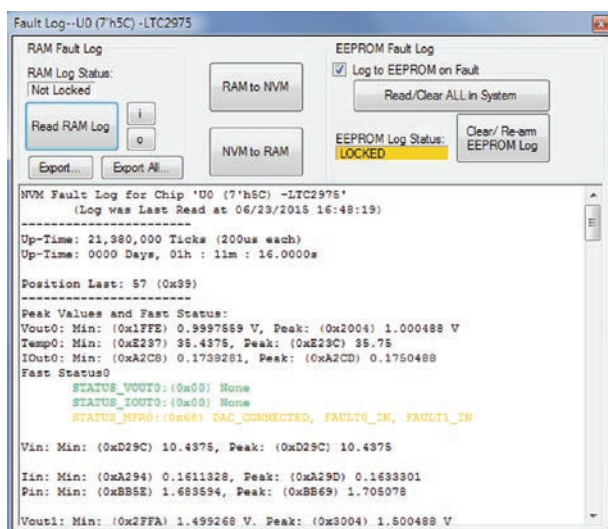 Fault Log--U0 (7'h5C) -LTC2975
RAM Fault Log
RAM Log Status:
Not Locked
Read RAM Log
i
o
Export...
Export All...
RAM to NVM
NVM to RAM
EEPROM Fault Log
Log to EEPROM on Fault
Read/Clear ALL in System
EEPROM Log Status:
LOCKED
Clear/ Re-arm
EEPROM Log
NVM Fault Log for Chip 'U0 (7'h5C) -LTC2975'
(Log was Last Read at 06/23/2015 16:48:19)
------------------------
Up-Time: 21,380,000 Ticks (200us each)
Up-Time: 0000 Days, 01h : 11m : 16.0000s
Position Last: 57 (0x39)
------------------------
Peak Values and Fast Status:
Vout0: Min: (0x1FFE) 0.9997559 V, Peak: (0x2004) 1.000488 V
Temp0: Min: (0xE237) 35.4375, Peak: (0xE23C) 35.75
IOut0: Min: (0xA2C8) 0.1738281, Peak: (0xA2CD) 0.1750488
Fast Status0
STATUS_VOUT0:(0x00) None
STATUS_IOUT0:(0x00) None
STATUS_MFR0:(0x68) DAC_CONNECTED, FAULT0_IN, FAULT1_IN
Vin: Min: (0xD29C) 10.4375, Peak: (0xD29C) 10.4375
Iin: Min: (0xA294) 0.1611328, Peak: (0xA29D) 0.1633301
Pin: Min: (0xBB5E) 1.683594, Peak: (0xBB69) 1.705078
Vout1: Min: (0x2FFA) 1.499268 V, Peak: (0x3004) 1.500488 V